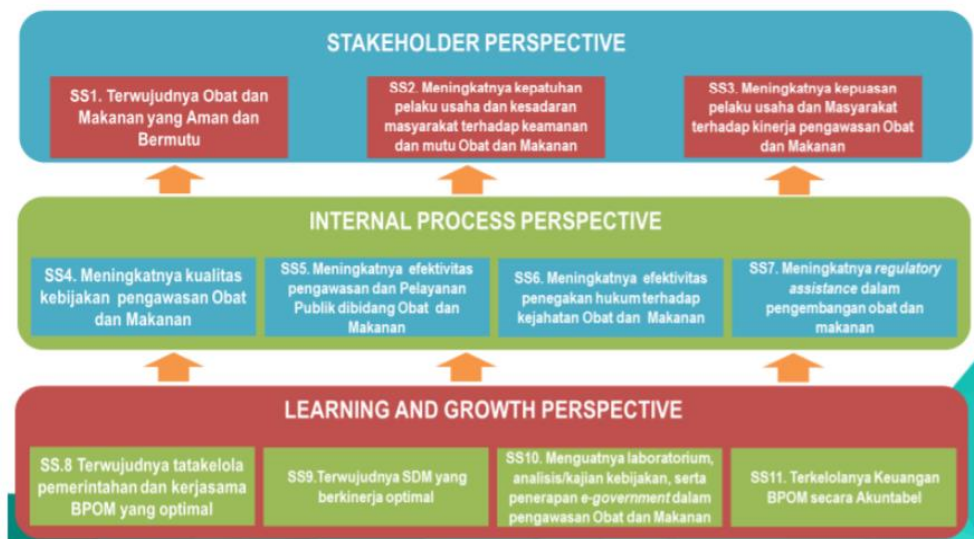 STAKEHOLDER PERSPECTIVE
SS1. Terwujudnya Obat dan
Makanan yang Aman dan
Bermutu
SS2. Meningkatnya kepatuhan
pelaku usaha dan kesadaran
masyarakat terhadap keamanan
dan mutu Obat dan Makanan
SS3. Meningkatnya kepuasan
pelaku usaha dan Masyarakat
terhadap kinerja pengawasan Obat
dan Makanan
INTERNAL PROCESS PERSPECTIVE
SS4. Meningkatnya kualitas
kebijakan pengawasan Obat
dan Makanan
SS5. Meningkatnya efektivitas
pengawasan dan Pelayanan
Publik dibidang Obat dan
Makanan
SS6. Meningkatnya efektivitas
penegakan hukum terhadap
kejahatan Obat dan Makanan
SS7. Meningkatnya regulatory
assistance dalam
pengembangan obat dan
makanan
LEARNING AND GROWTH PERSPECTIVE
SS.8 Terwujudnya tatakelola
pemerintahan dan kerjasama
BPOM yang optimal
SS9.Terwujudnya SDM yang
berkinerja optimal
SS10. Menguatnya laboratorium,
analisis/kajian kebijakan, serta
penerapan e-government dalam
pengawasan Obat dan Makanan
SS11. Terkelolanya Keuangan
BPOM secara Akuntabel